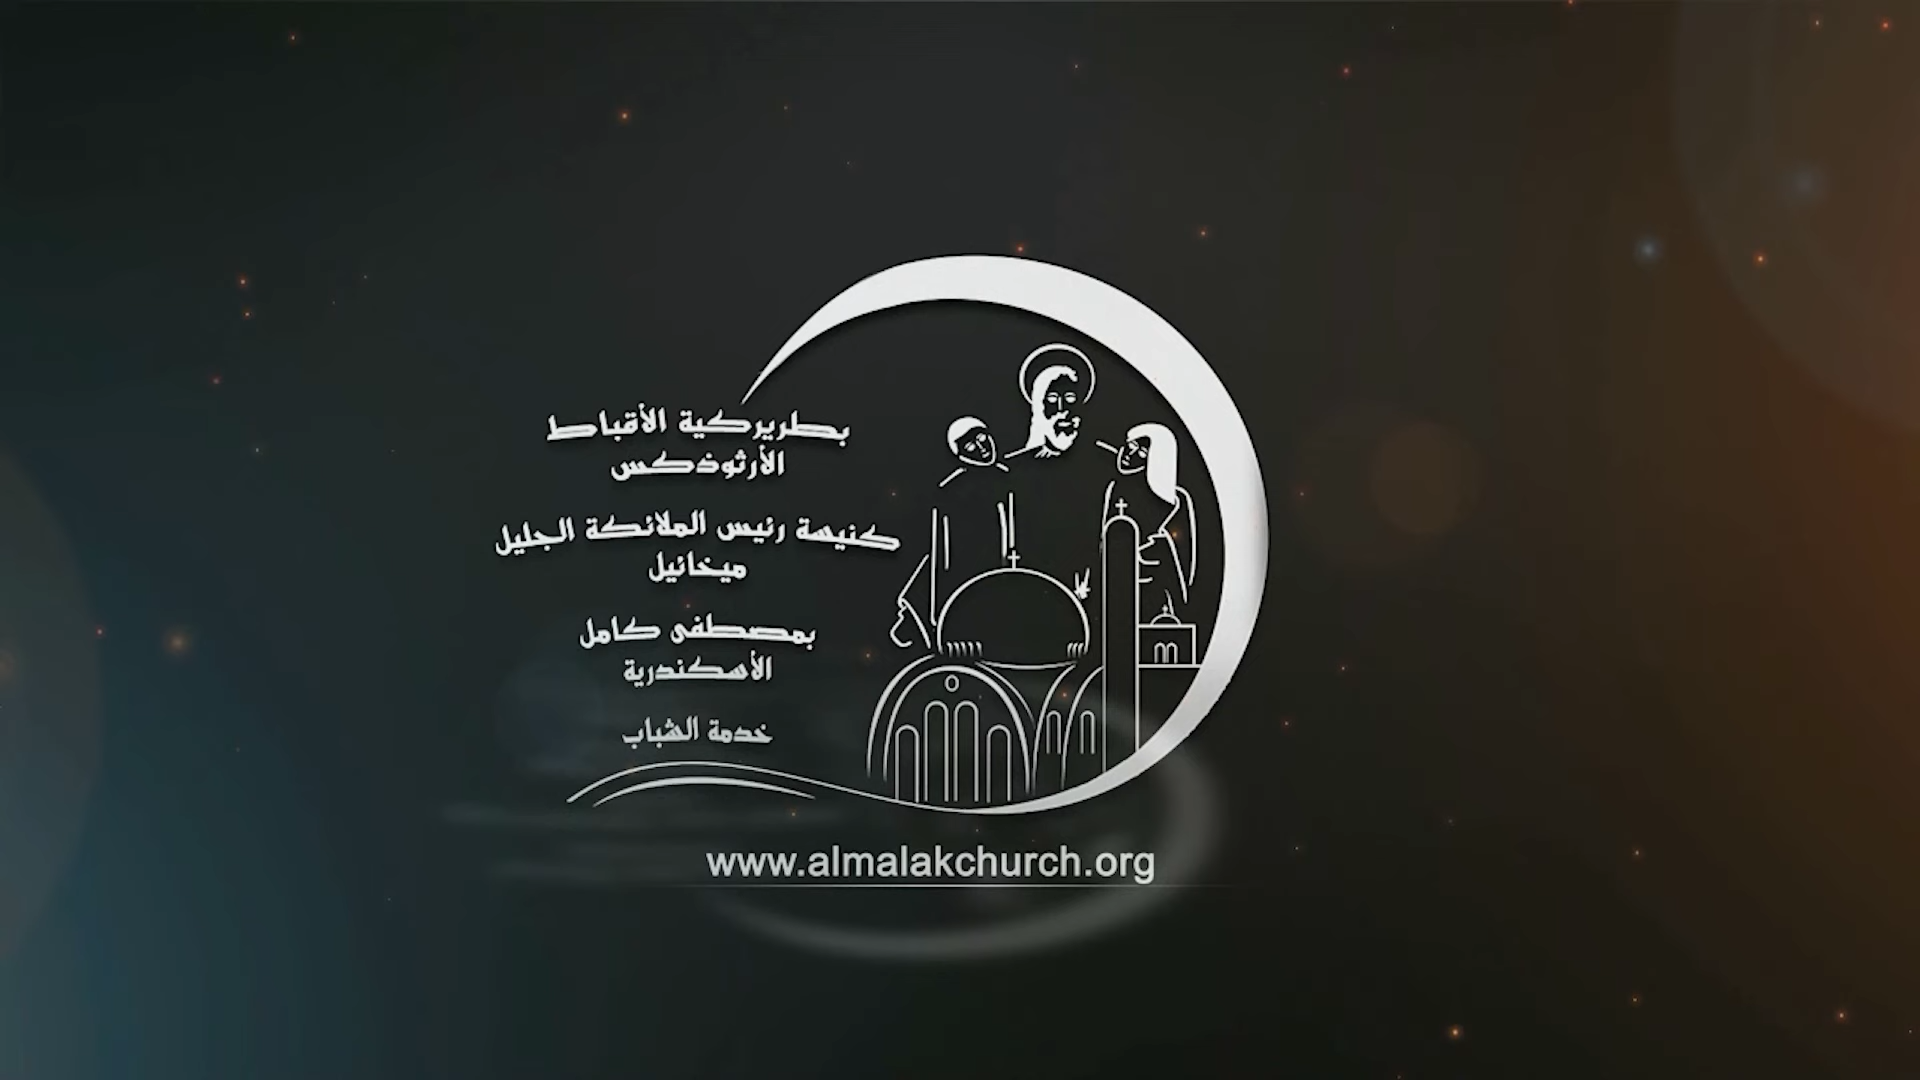 بطريركية الأقباط
الأرثوذكس
كنيسة رئيس الملائكة الجليل
ميخائيل
بمصطفى كامل
الأسكندرية
خدمة الشباب
www.almalakchurch.org